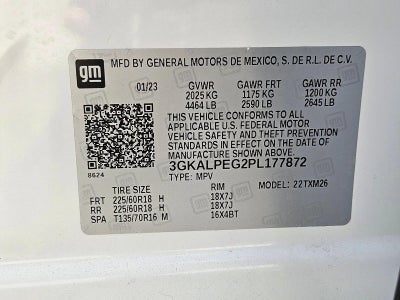 gm MFD BY GENERAL MOTORS DE MEXICO, S. DE R.L. DE C.V.
01/23 GVWR GAWR FRT GAWR RR
2025 KG 1175 KG 1200 KG
4464 LB 2590 LB 2645 LB
THIS VEHICLE CONFORMS TO ALL
APPLICABLE U.S. FEDERAL MOTOR
VEHICLE SAFETY, BUMPER, AND THEFT
PREVENTION STANDARDS IN EFFECT ON THE
DATE OF MANUFACTURE SHOWN ABOVE.
3GKALPEG2PL177872
8624 TYPE: MPV
TIRE SIZE RIM MODEL: 22TXM26
FRT 225/60R18 H 18X7J
RR 225/60R18 H 18X7J
SPA T135/70R16 M 16X4BT